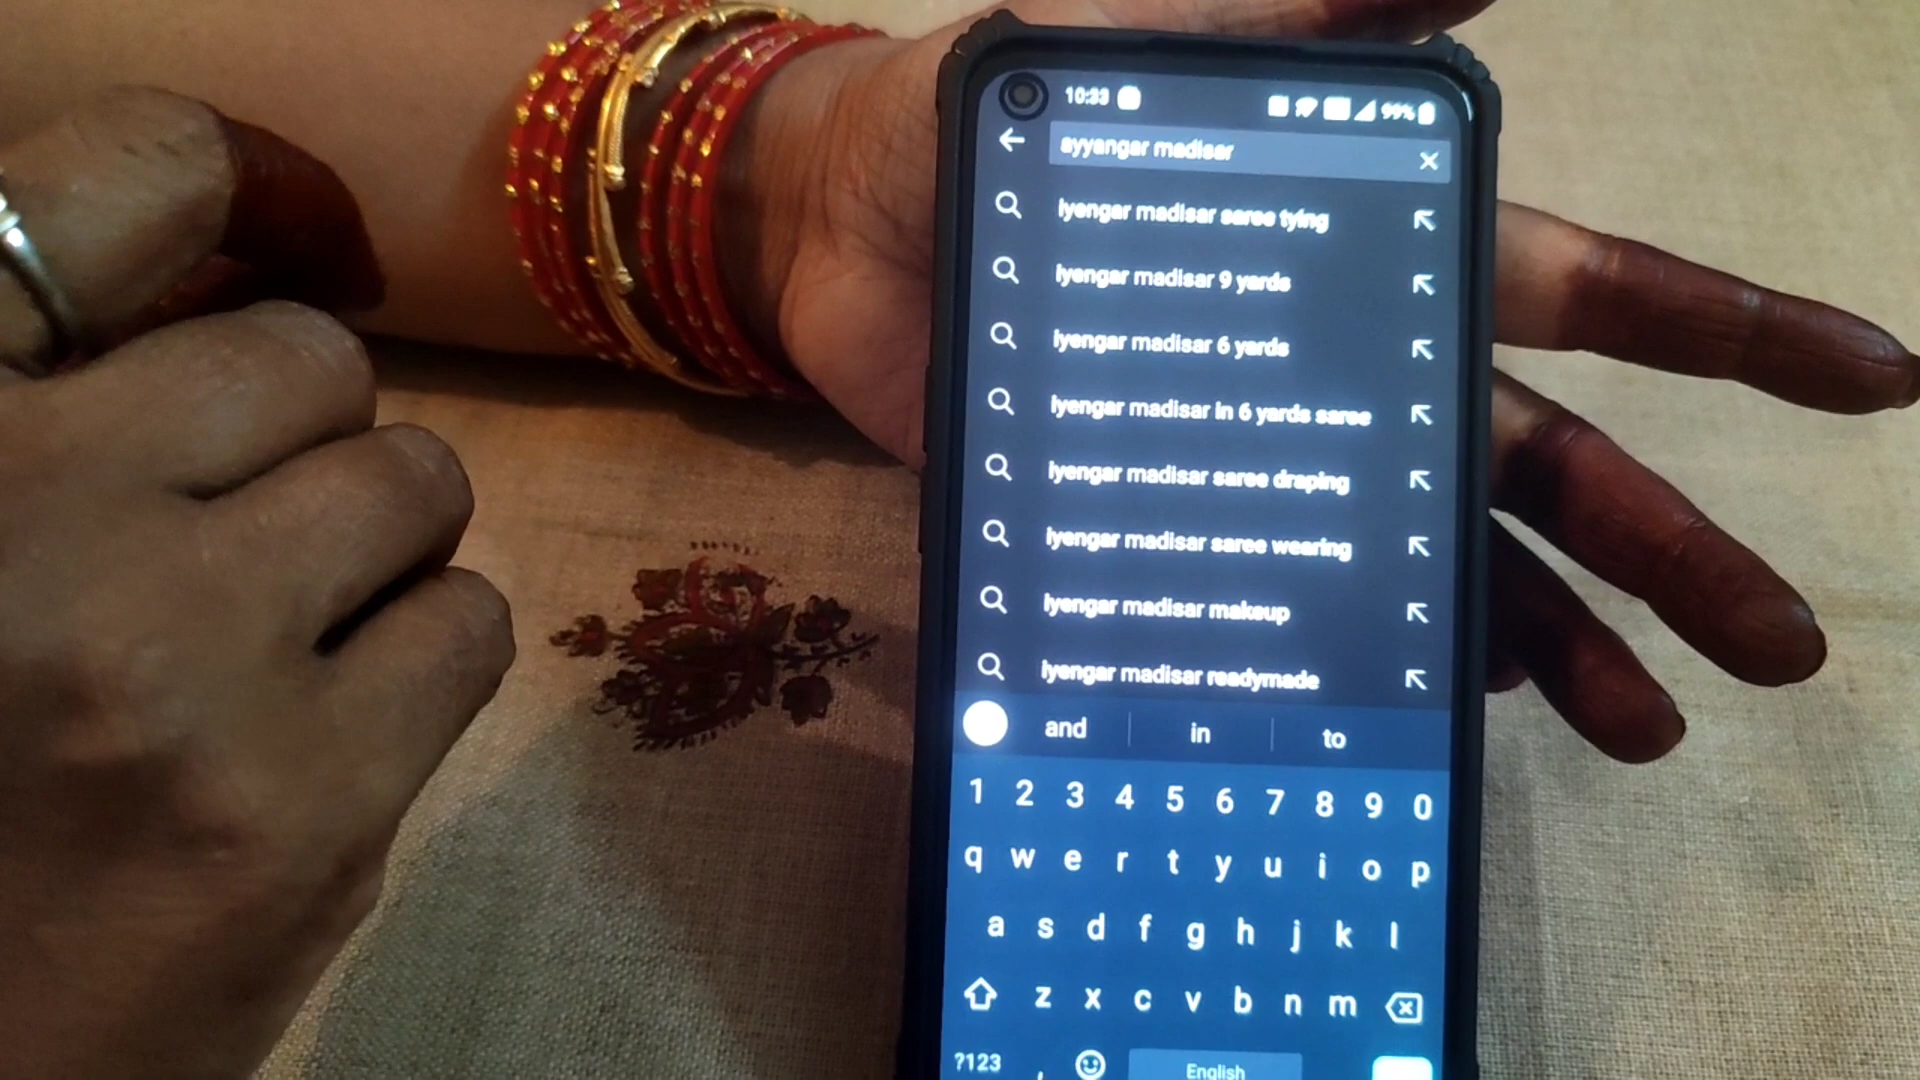 10:33 99%
ayyangar madisar
Iyengar madisar saree tying
Iyengar madisar 9 yards
Iyengar madisar 6 yards
Iyengar madisar in 6 yards saree
Iyengar madisar saree draping
Iyengar madisar saree wearing
Iyengar madisar makeup
Iyengar madisar readymade
and in to
1 2 3 4 5 6 7 8 9 0
q w e r t y u i o p
a s d f g h j k l
z x c v b n m
?123 , English